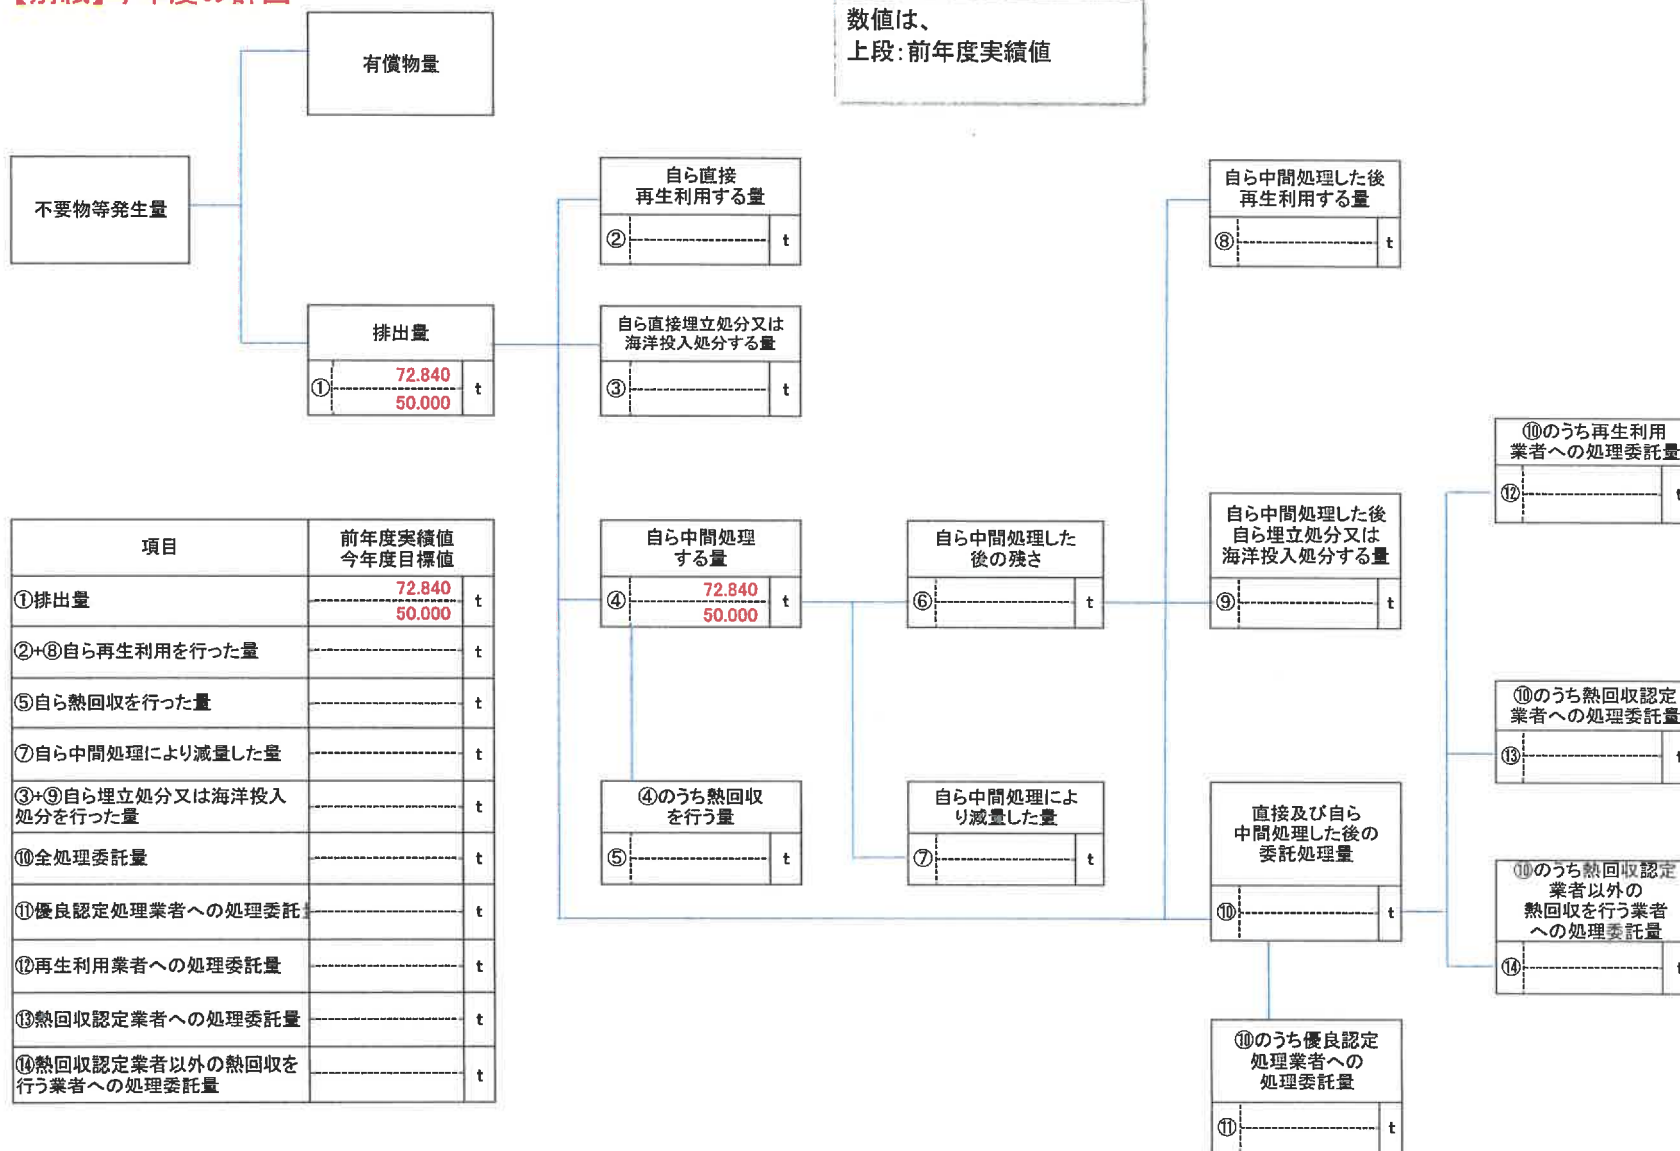 数値は、
上段:前年度実績値
有償物量
不要物等発生量
排出量
① 72.840 t
50.000
自ら直接
再生利用する量
② t
自ら直接埋立処分又は
海洋投入処分する量
③ t
自ら中間処理
する量
④ 72.840 t
50.000
④のうち熱回収
を行う量
⑤ t
自ら中間処理した
後の残さ
⑥ t
自ら中間処理によ
り減量した量
⑦ t
自ら中間処理した後
再生利用する量
⑧ t
自ら中間処理した後
自ら埋立処分又は
海洋投入処分する量
⑨ t
直接及び自ら
中間処理した後の
委託処理量
⑩ t
⑩のうち優良認定
処理業者への
処理委託量
⑪ t
⑩のうち再生利用
業者への処理委託量
⑫ t
⑩のうち熱回収認定
業者への処理委託量
⑬ t
⑩のうち熱回収認定
業者以外の
熱回収を行う業者
への処理委託量
⑭ t
項目 前年度実績値
今年度目標値
①排出量 72.840 t
50.000
②+⑧自ら再生利用を行った量 t
⑤自ら熱回収を行った量 t
⑦自ら中間処理により減量した量 t
③+⑨自ら埋立処分又は海洋投入
処分を行った量 t
⑩全処理委託量 t
⑪優良認定処理業者への処理委託 t
⑫再生利用業者への処理委託量 t
⑬熱回収認定業者への処理委託量 t
⑭熱回収認定業者以外の熱回収を
行う業者への処理委託量 t